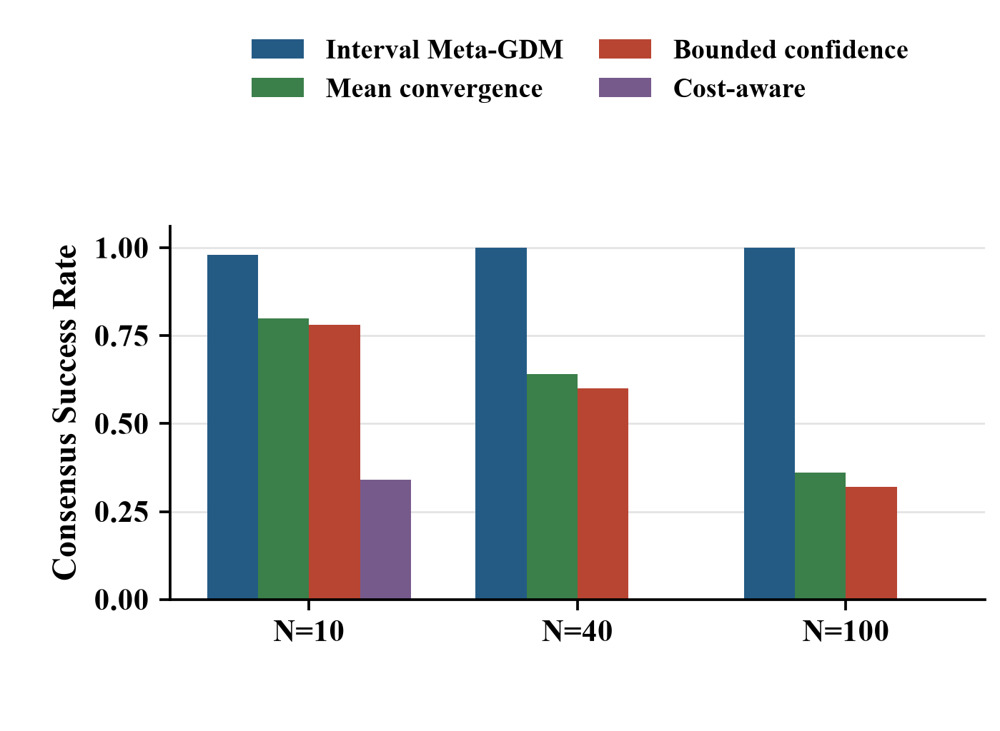 Interval Meta-GDM
Mean convergence
Bounded confidence
Cost-aware
Consensus Success Rate
1.00
0.75
0.50
0.25
0.00
N=10
N=40
N=100